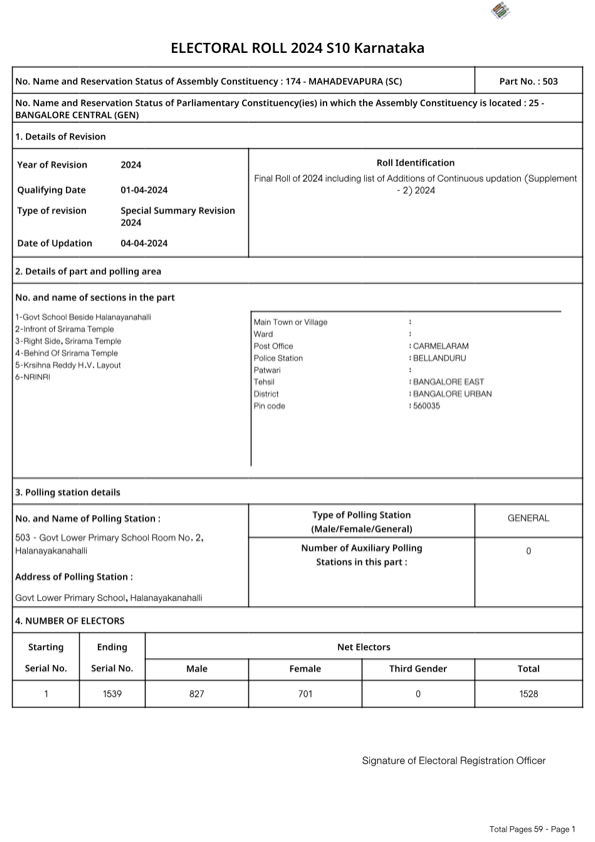 ELECTORAL ROLL 2024 S10 Karnataka
No. Name and Reservation Status of Assembly Constituency : 174 - MAHADEVAPURA (SC)
Part No. : 503
No. Name and Reservation Status of Parliamentary Constituency(ies) in which the Assembly Constituency is located : 25 -
BANGALORE CENTRAL (GEN)
1. Details of Revision
Year of Revision 2024
Qualifying Date 01-04-2024
Type of revision Special Summary Revision
2024
Date of Updation 04-04-2024
Roll Identification
Final Roll of 2024 including list of Additions of Continuous updation (Supplement
- 2) 2024
2. Details of part and polling area
No. and name of sections in the part
1-Govt School Beside Halanayanahalli
2-Infront of Srirama Temple
3-Right Side, Srirama Temple
4-Behind Of Srirama Temple
5-Krsihna Reddy H.V. Layout
6-NRINRI
Main Town or Village :
Ward :
Post Office : CARMELARAM
Police Station : BELLANDURU
Patwari :
Tehsil : BANGALORE EAST
District : BANGALORE URBAN
Pin code : 560035
3. Polling station details
No. and Name of Polling Station :
503 - Govt Lower Primary School Room No. 2,
Halanayakanahalli
Address of Polling Station :
Govt Lower Primary School, Halanayakanahalli
Type of Polling Station
(Male/Female/General)
GENERAL
Number of Auxiliary Polling
Stations in this part :
0
4. NUMBER OF ELECTORS
Starting
Serial No.
Ending
Serial No.
Net Electors
Male Female Third Gender Total
1 1539 827 701 0 1528
Signature of Electoral Registration Officer
Total Pages 59 - Page 1